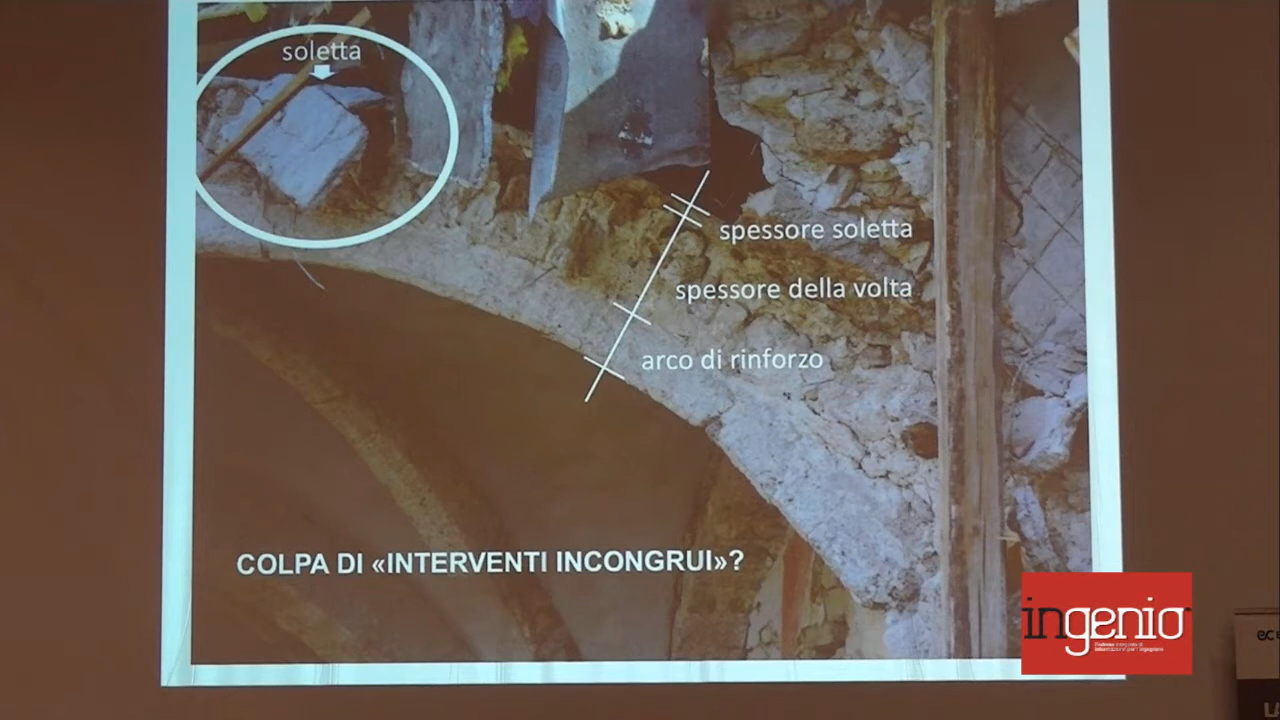 soletta
spessore soletta
spessore della volta
arco di rinforzo
COLPA DI «INTERVENTI INCONGRUI»?
ingenio